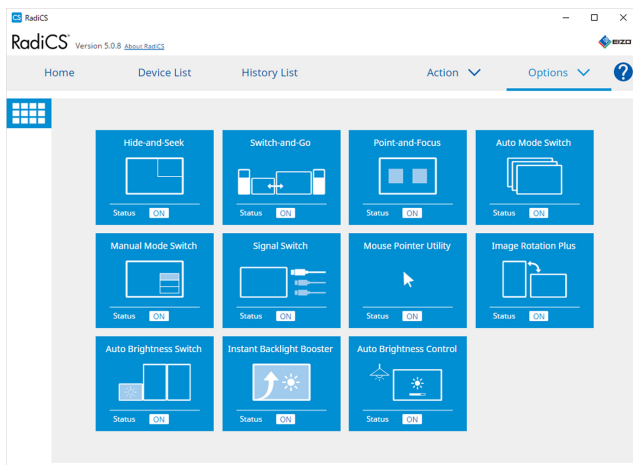 CS RadiCS
RadiCS™ Version 5.0.8 About RadiCS EIZO
Home Device List History List Action Options ?
Hide-and-Seek Switch-and-Go Point-and-Focus Auto Mode Switch
Status ON Status ON Status ON Status ON
Manual Mode Switch Signal Switch Mouse Pointer Utility Image Rotation Plus
Status ON Status ON Status ON Status ON
Auto Brightness Switch Instant Backlight Booster Auto Brightness Control
Status ON Status ON Status ON